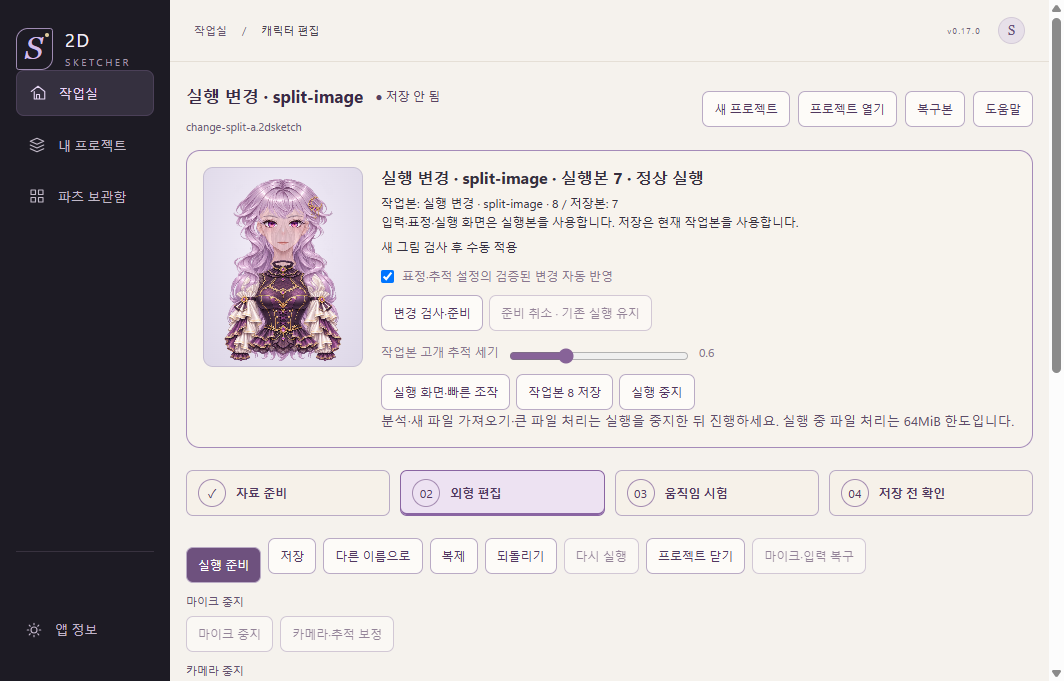 S
2D
SKETCHER
작업실
내 프로젝트
파츠 보관함
앱 정보
작업실 / 캐릭터 편집
v0.17.0
S
실행 변경 · split-image
• 저장 안 됨
change-split-a.2dsketch
새 프로젝트
프로젝트 열기
복구본
도움말
실행 변경 · split-image · 실행본 7 · 정상 실행
작업본: 실행 변경 · split-image · 8 / 저장본: 7
입력·표정·실행 화면은 실행본을 사용합니다. 저장은 현재 작업본을 사용합니다.
새 그림 검사 후 수동 적용
표정·추적 설정의 검증된 변경 자동 반영
변경 검사·준비
준비 취소 · 기존 실행 유지
작업본 고개 추적 세기
0.6
실행 화면·빠른 조작
작업본 8 저장
실행 중지
분석·새 파일 가져오기·큰 파일 처리는 실행을 중지한 뒤 진행하세요. 실행 중 파일 처리는 64MiB 한도입니다.
✓ 자료 준비
02 외형 편집
03 움직임 시험
04 저장 전 확인
실행 준비
저장
다른 이름으로
복제
되돌리기
다시 실행
프로젝트 닫기
마이크·입력 복구
마이크 중지
마이크 중지
카메라·추적 보정
카메라 중지